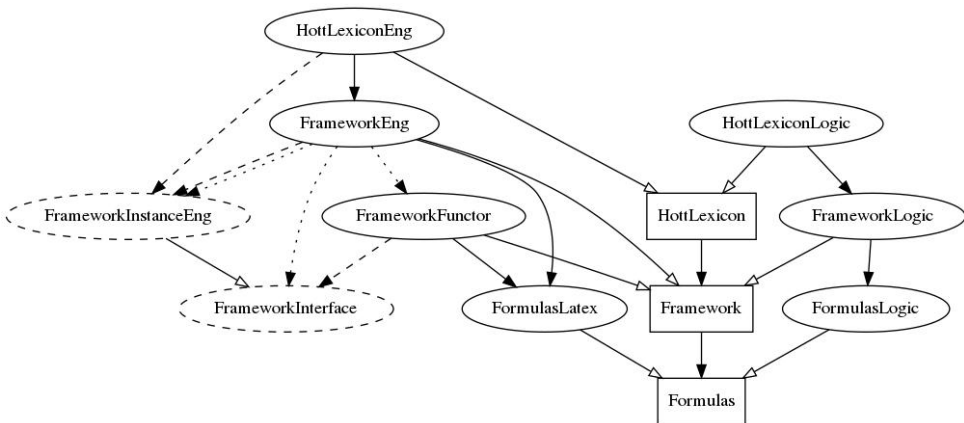 HottLexiconEng
FrameworkEng
HottLexiconLogic
FrameworkInstanceEng
FrameworkFunctor
HottLexicon
FrameworkLogic
FrameworkInterface
FormulasLatex
Framework
FormulasLogic
Formulas